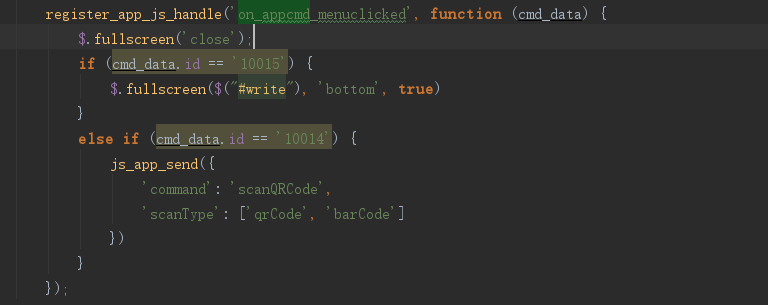 register_app_js_handle('on_appcmd_menuclicked', function (cmd_data) {
$.fullscreen('close');
if (cmd_data.id == '10015') {
$.fullscreen($("#write"), 'bottom', true)
}
else if (cmd_data.id == '10014') {
js_app_send({
'command': 'scanQRCode',
'scanType': ['qrCode', 'barCode']
})
}
});